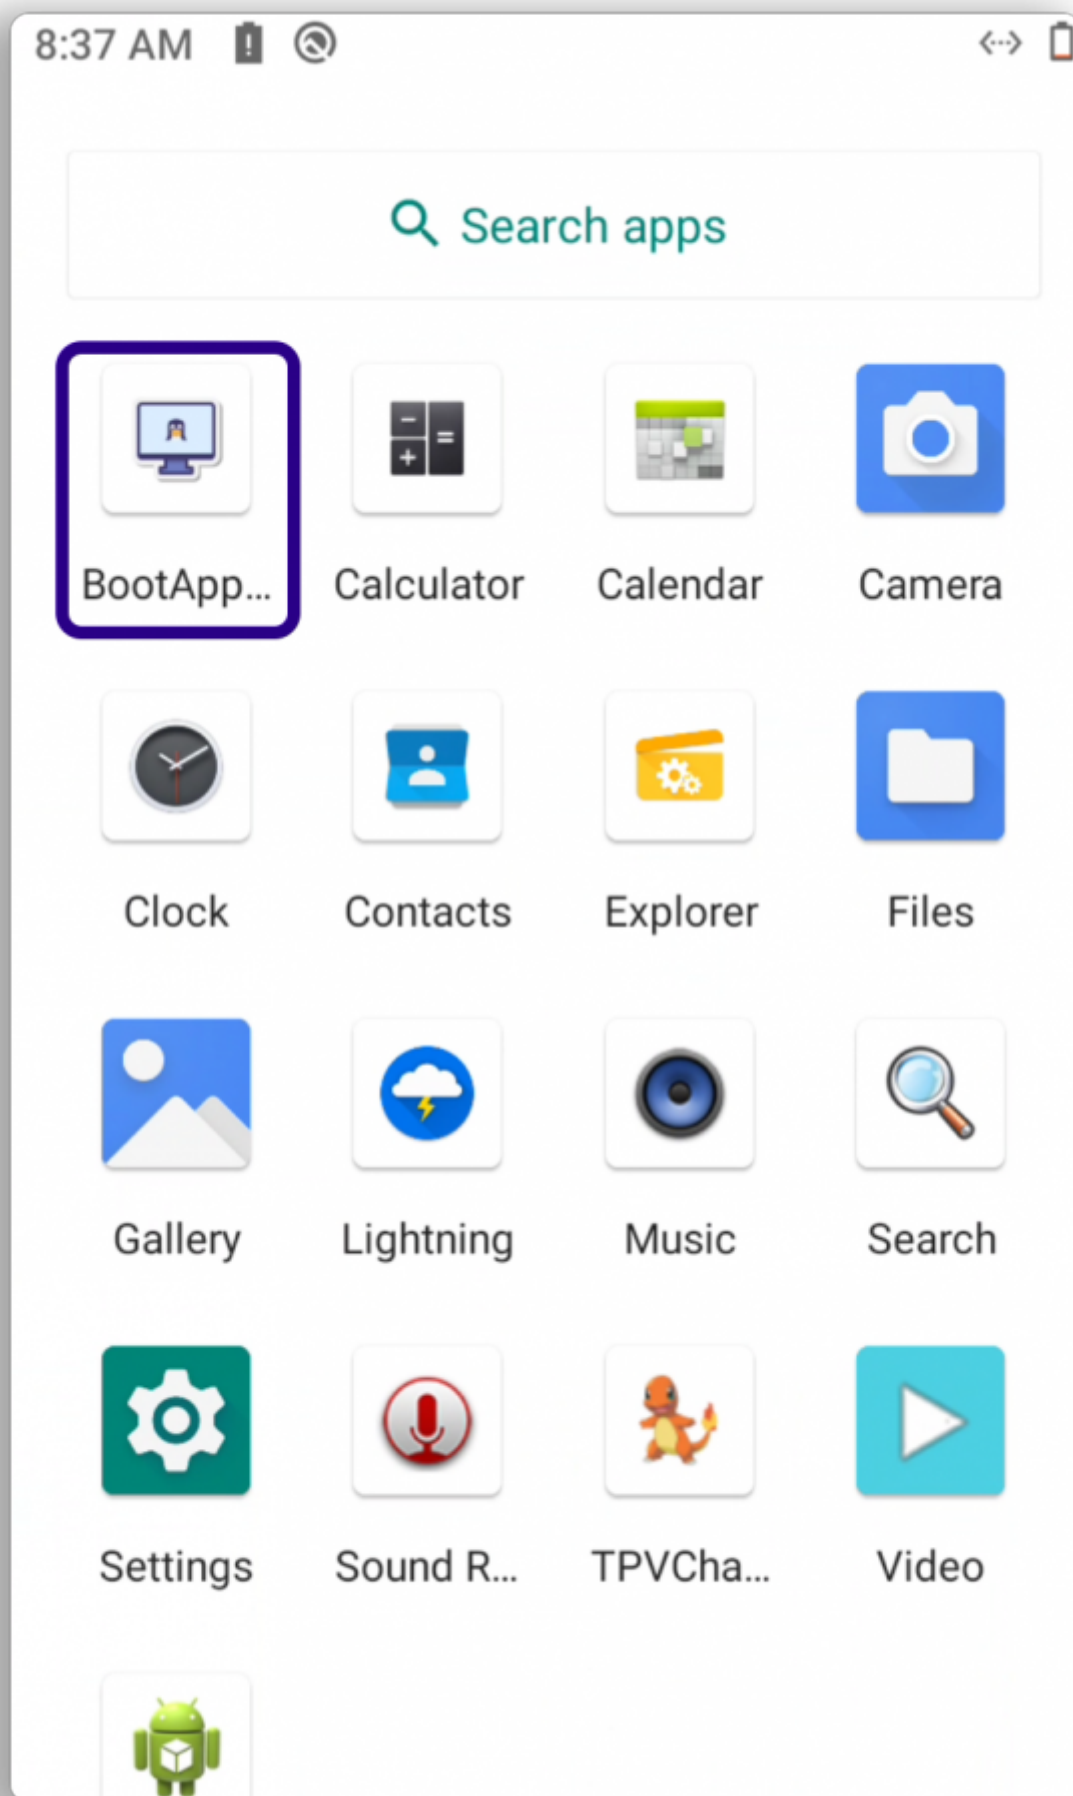 8:37 AM
Search apps
BootApp... Calculator Calendar Camera
Clock Contacts Explorer Files
Gallery Lightning Music Search
Settings Sound R... TPVCha... Video